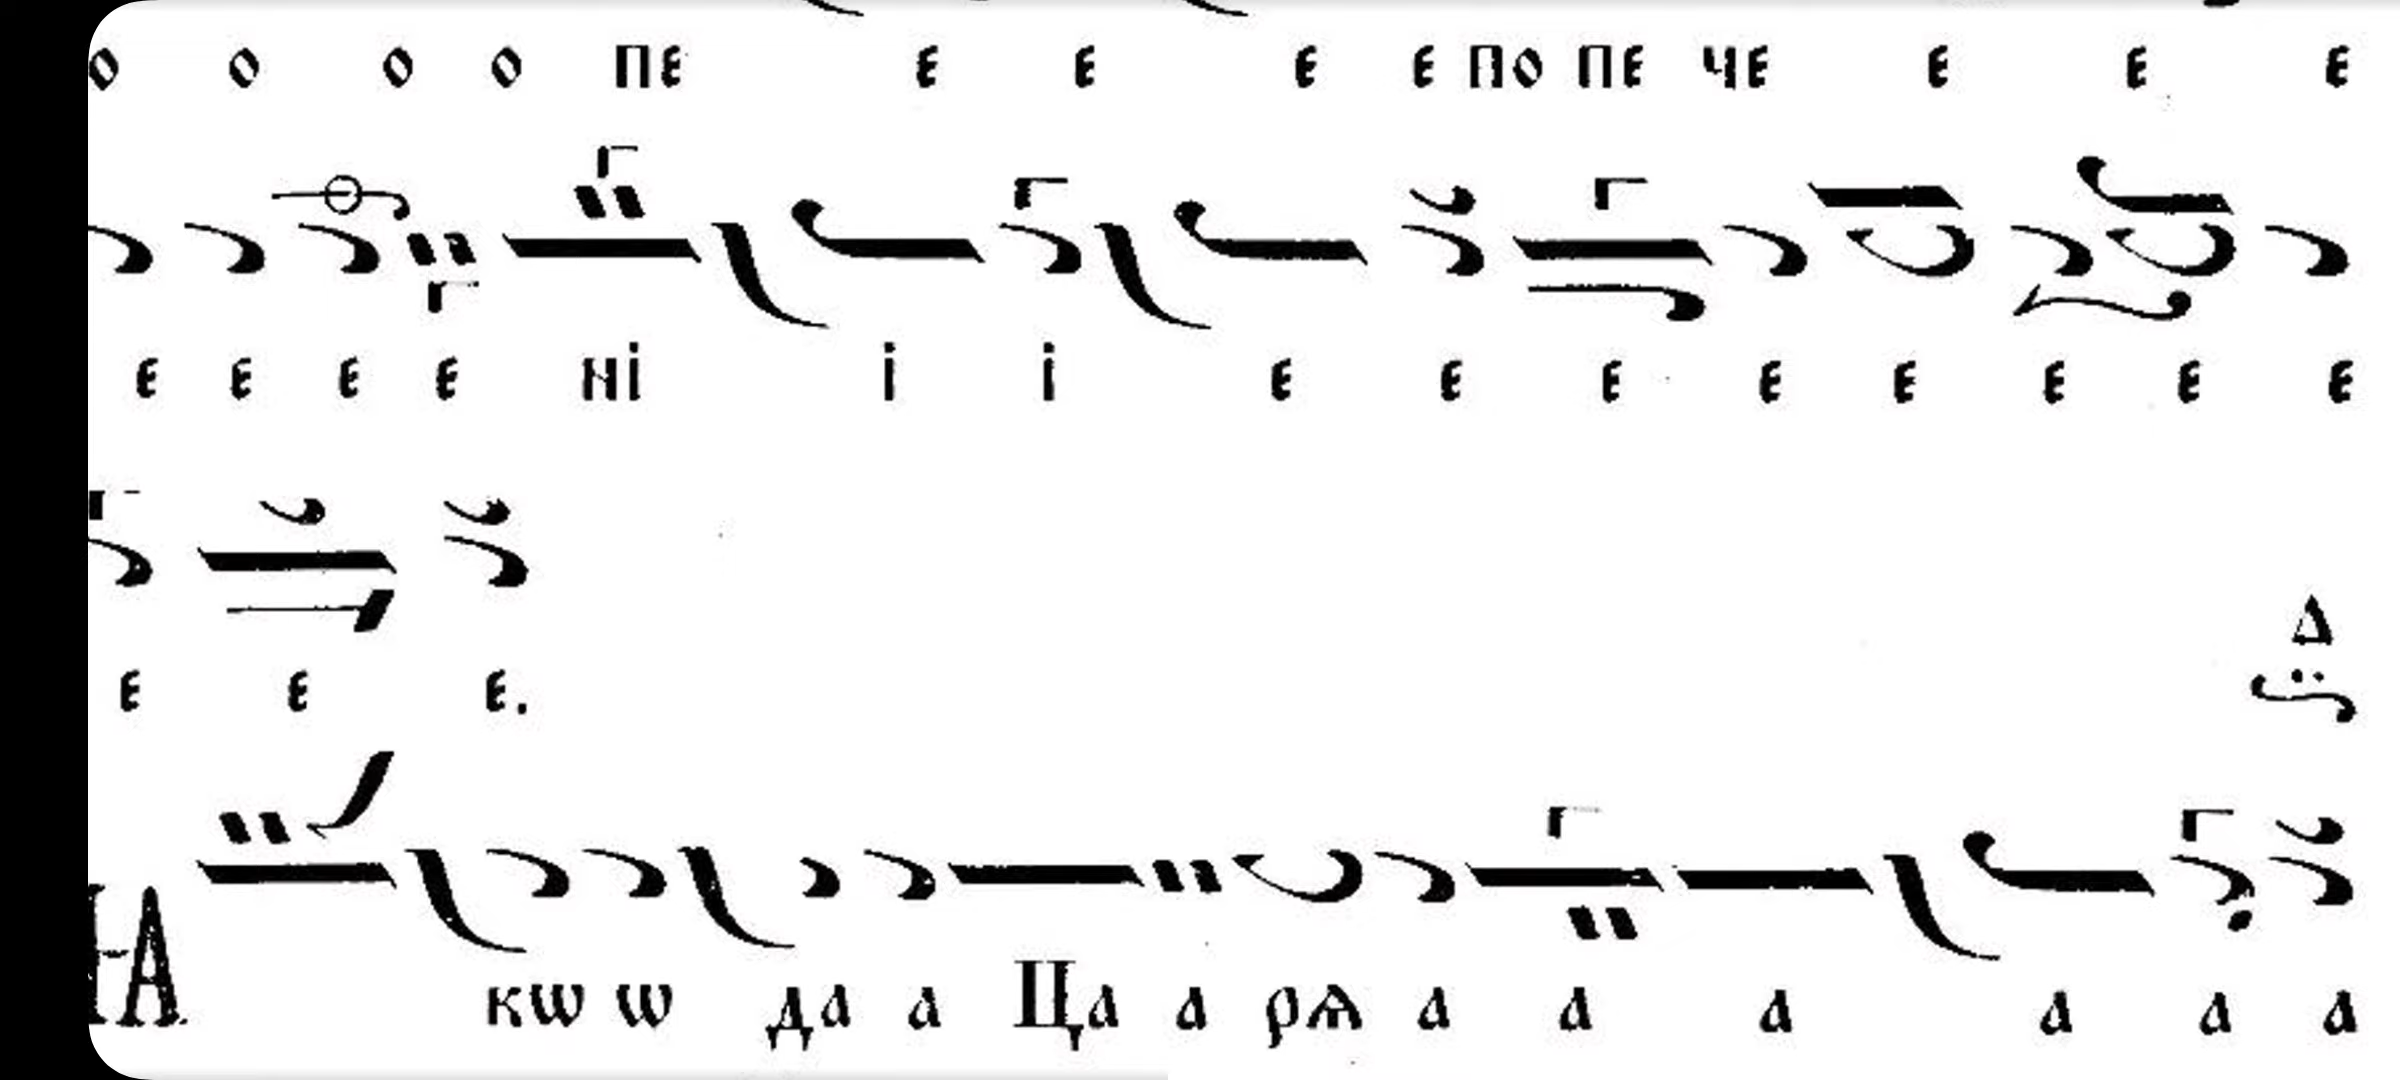 о о о о пе е е е е по пе че е е е
е е е е ні і і е е е е е е е е
е е е.
Δ
ꙗ кѡ ѡ да а Ца а рѧ а а а а а а